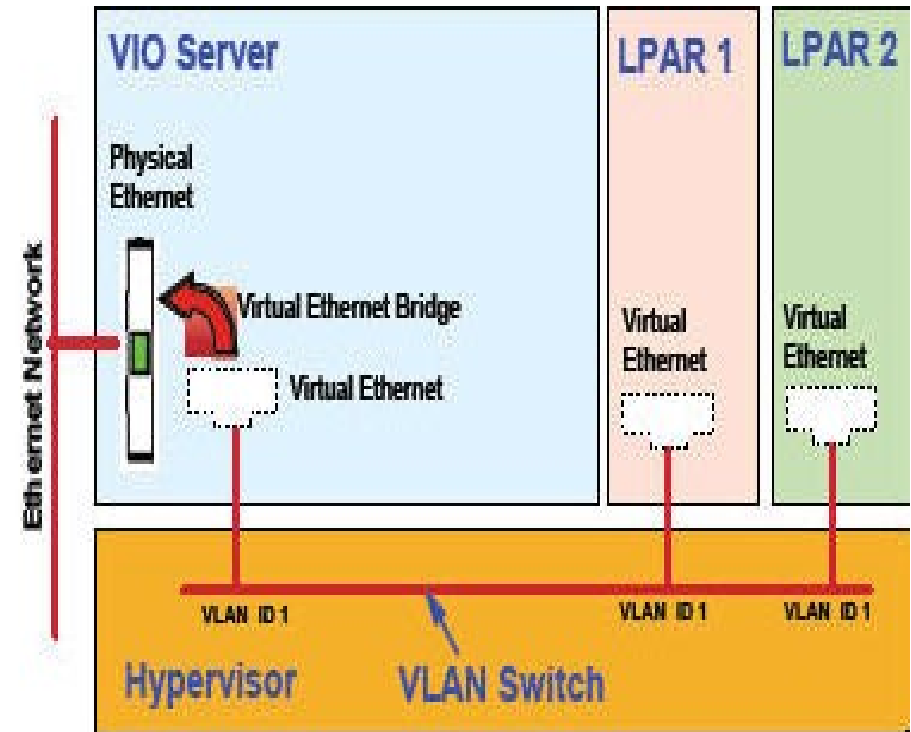 VIO Server
LPAR 1
LPAR 2
Physical
Ethernet
Ethernet Network
Virtual Ethernet Bridge
Virtual Ethernet
Virtual
Ethernet
Virtual
Ethernet
VLAN ID 1
VLAN ID 1
VLAN ID 1
Hypervisor
VLAN Switch